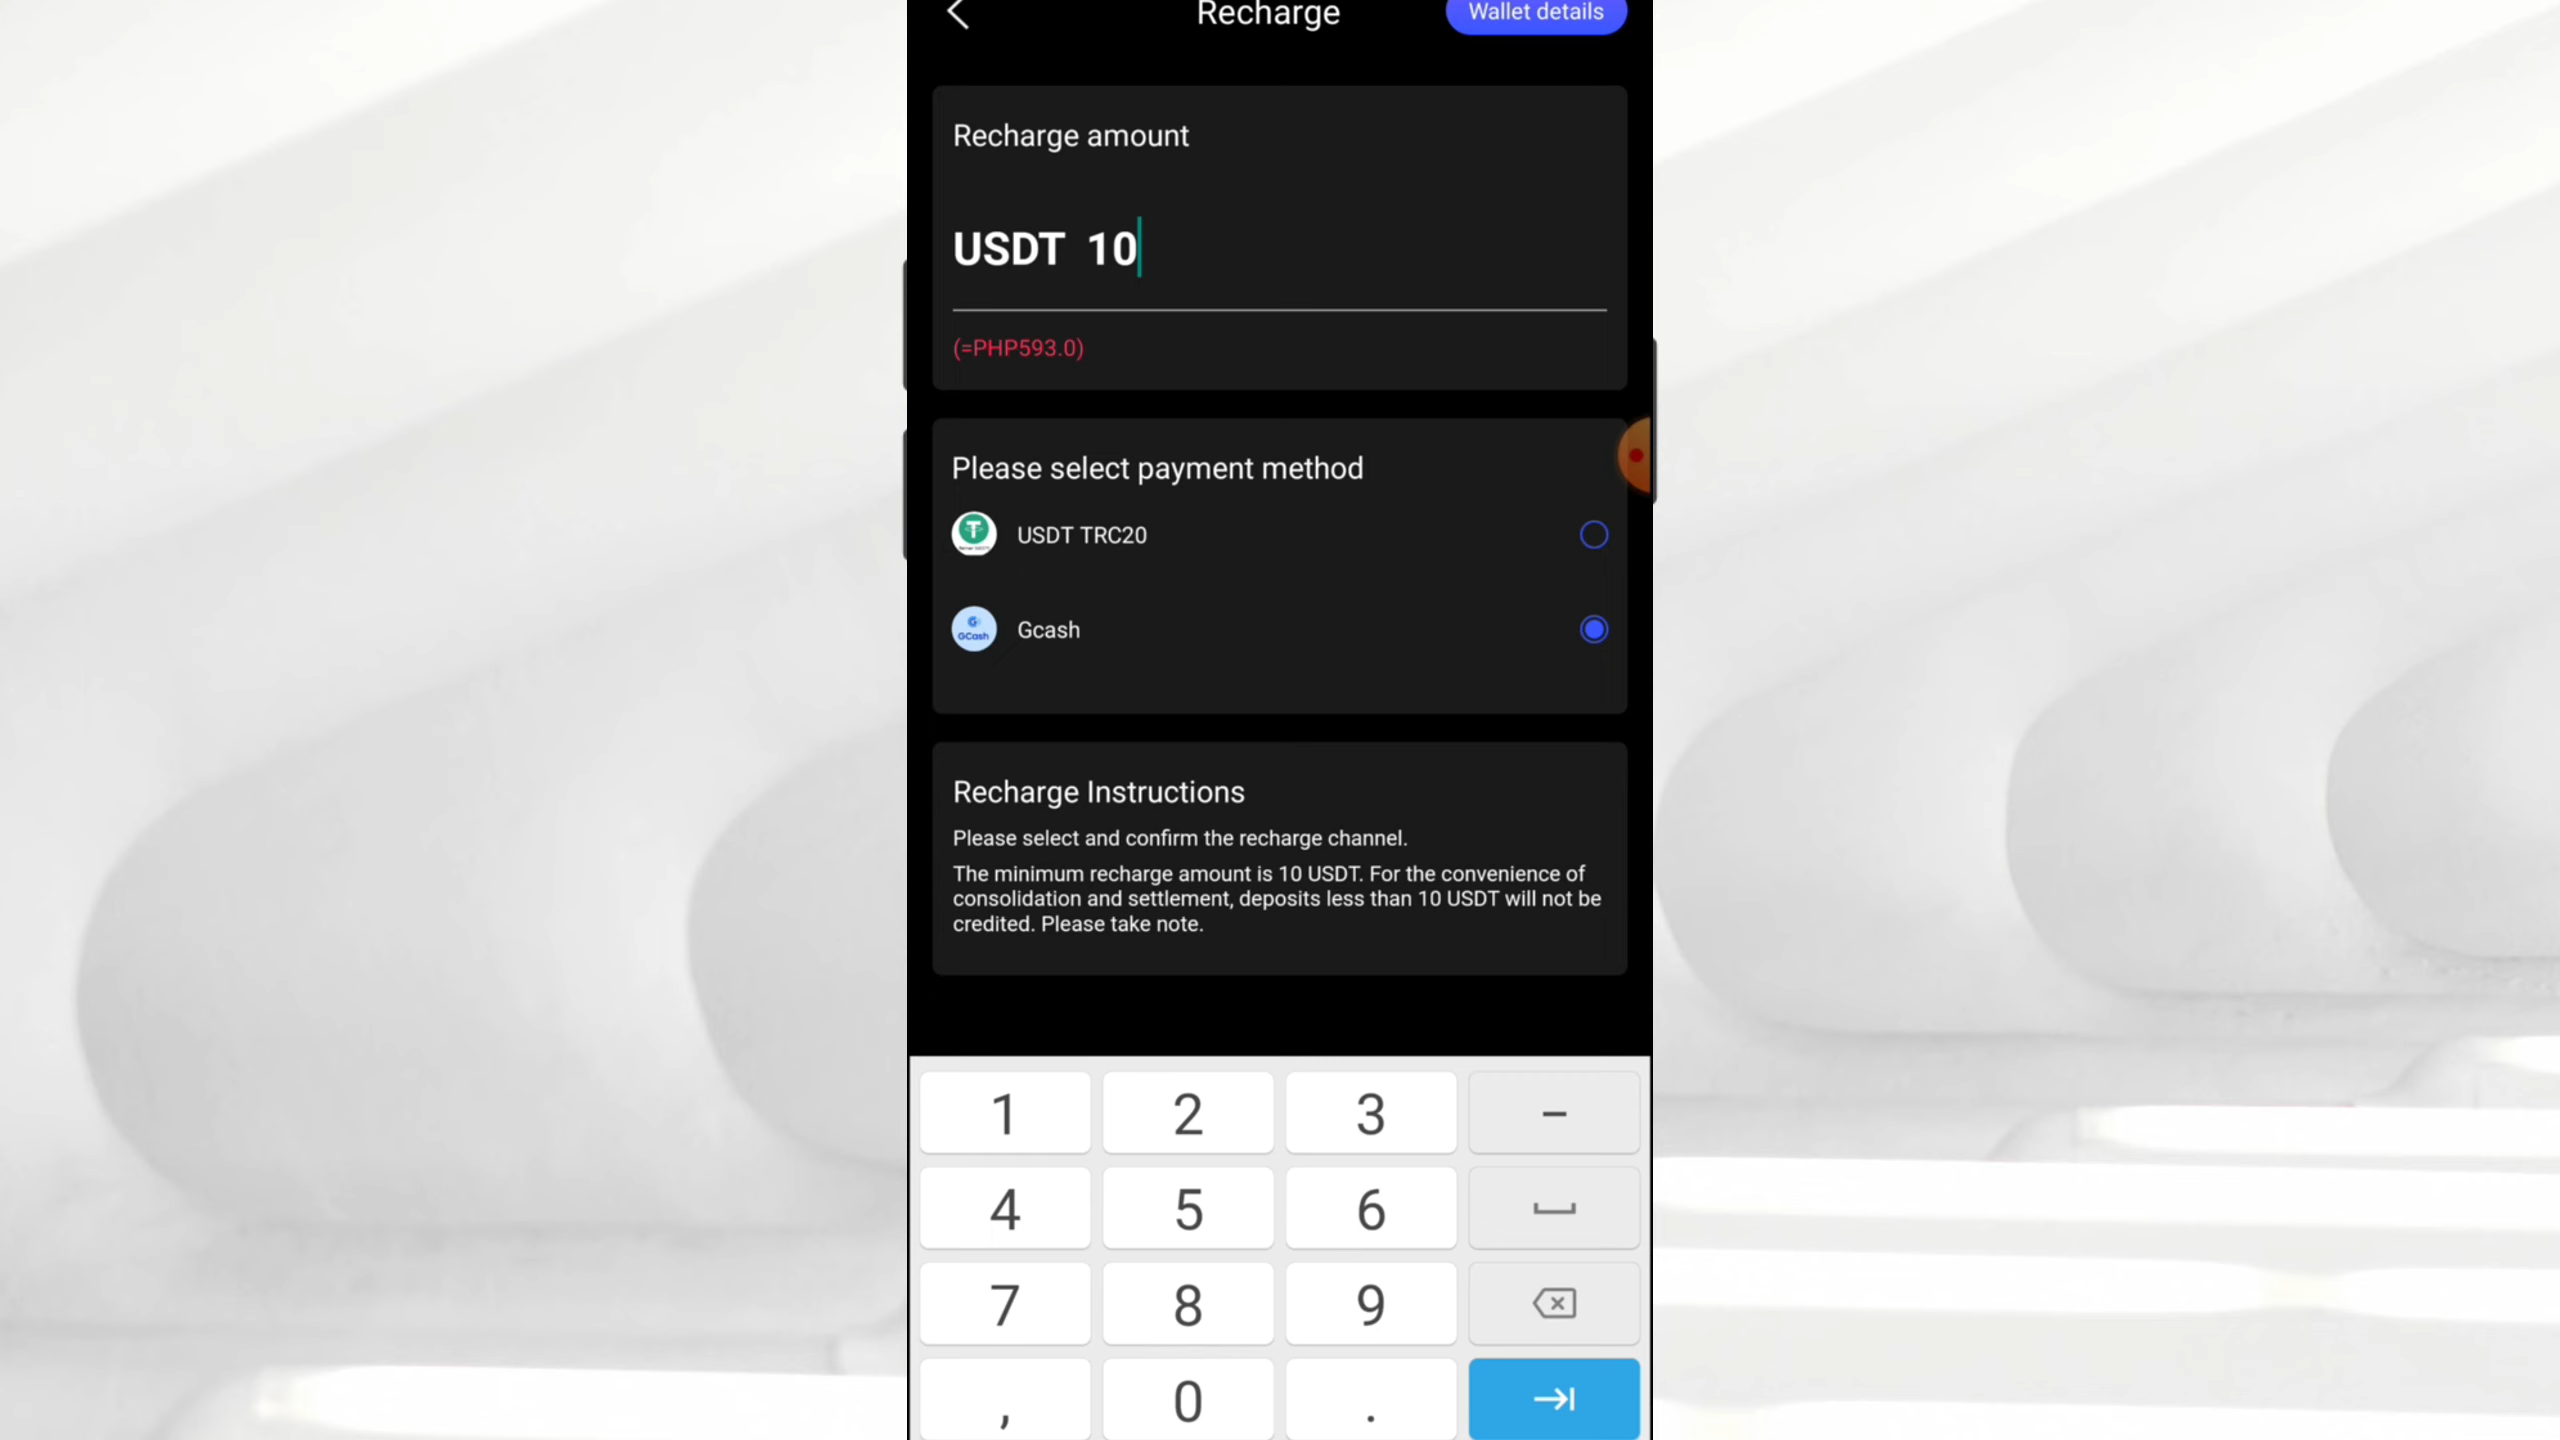 Recharge
Wallet details
Recharge amount
USDT 10
(=PHP593.0)
Please select payment method
USDT TRC20
GCash
Gcash
Recharge Instructions
Please select and confirm the recharge channel.
The minimum recharge amount is 10 USDT. For the convenience of
consolidation and settlement, deposits less than 10 USDT will not be
credited. Please take note.
1 2 3 –
4 5 6
7 8 9
, 0 .